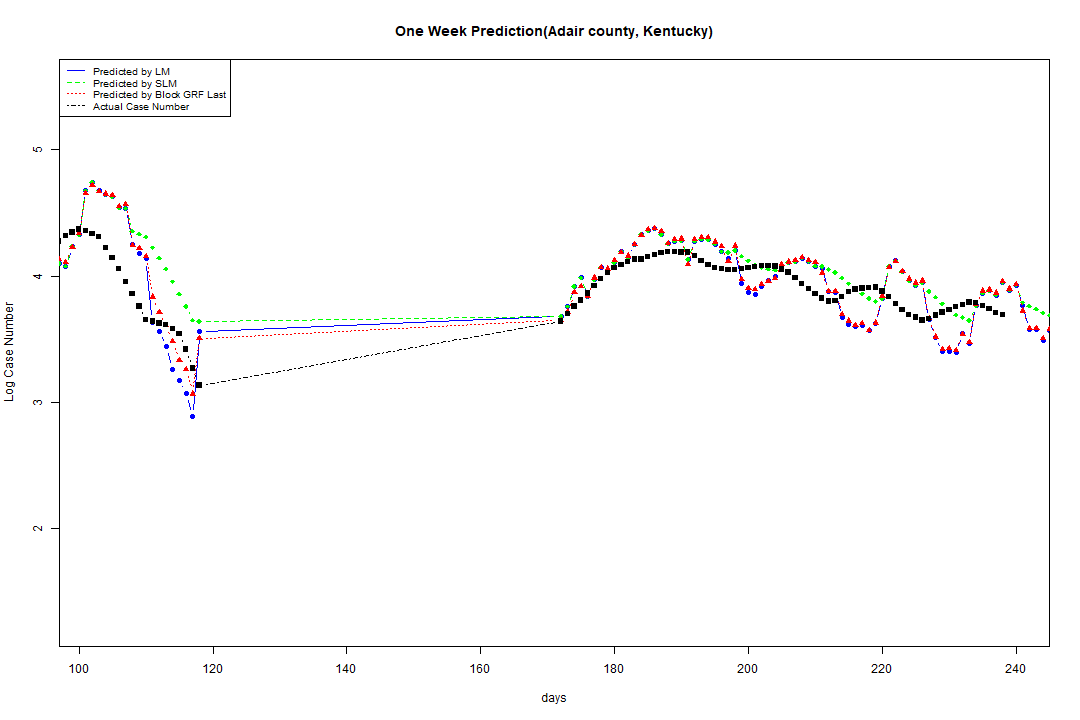 One Week Prediction(Adair county, Kentucky)
Predicted by LM
Predicted by SLM
Predicted by Block GRF Last
Actual Case Number
5
4
3
2
Log Case Number
100 120 140 160 180 200 220 240
days